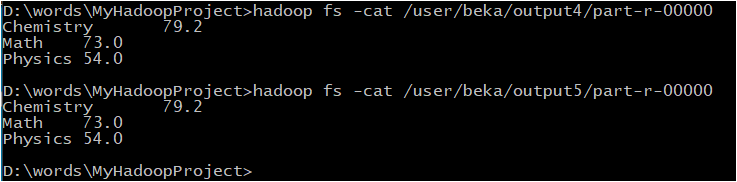 D:\words\MyHadoopProject>hadoop fs -cat /user/beka/output4/part-r-00000
Chemistry       79.2
Math    73.0
Physics 54.0

D:\words\MyHadoopProject>hadoop fs -cat /user/beka/output5/part-r-00000
Chemistry       79.2
Math    73.0
Physics 54.0

D:\words\MyHadoopProject>